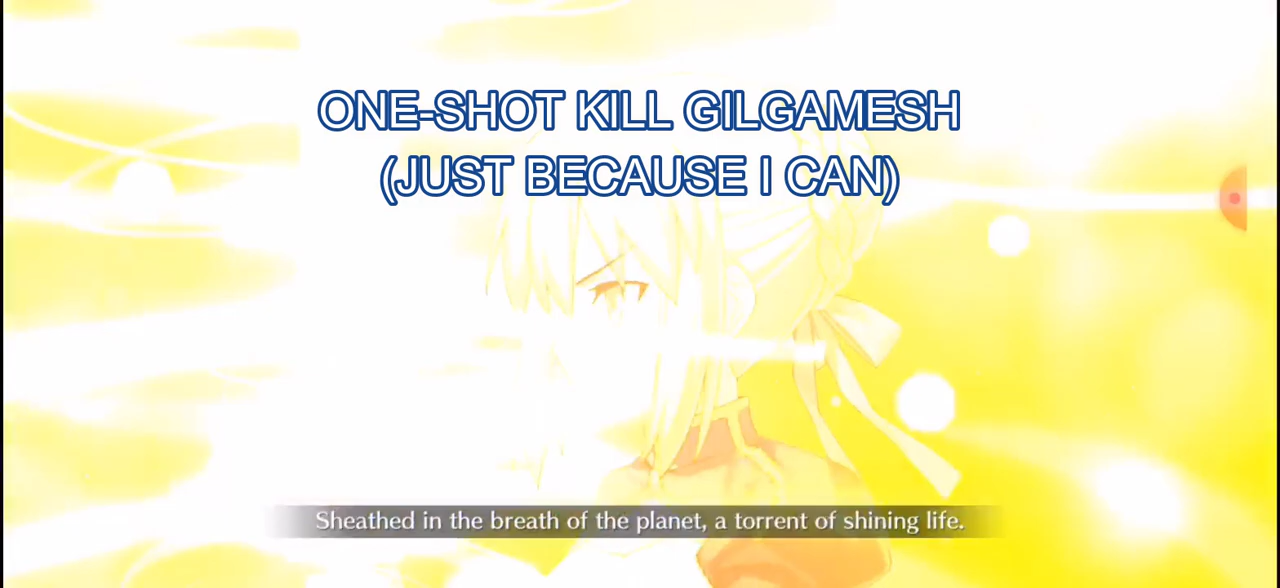 ONE-SHOT KILL GILGAMESH
(JUST BECAUSE I CAN)
Sheathed in the breath of the planet, a torrent of shining life.